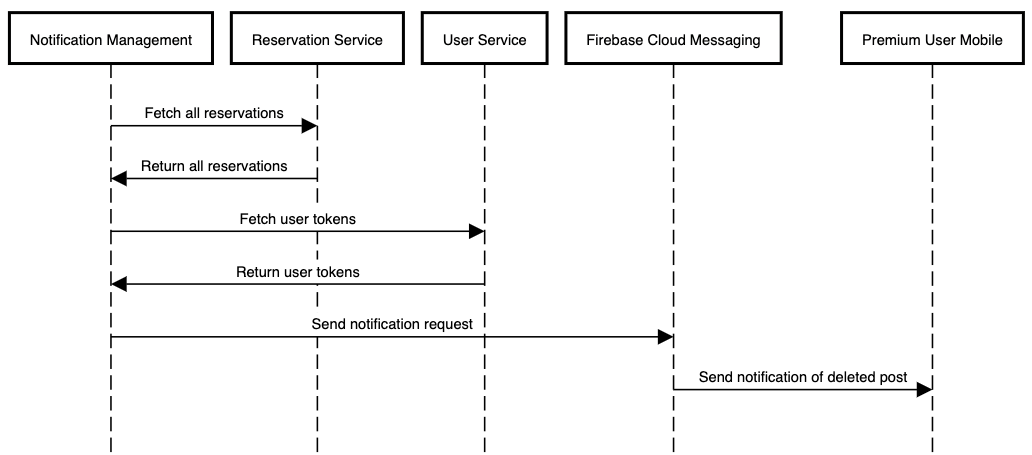 Notification Management
Reservation Service
User Service
Firebase Cloud Messaging
Premium User Mobile
Fetch all reservations
Return all reservations
Fetch user tokens
Return user tokens
Send notification request
Send notification of deleted post